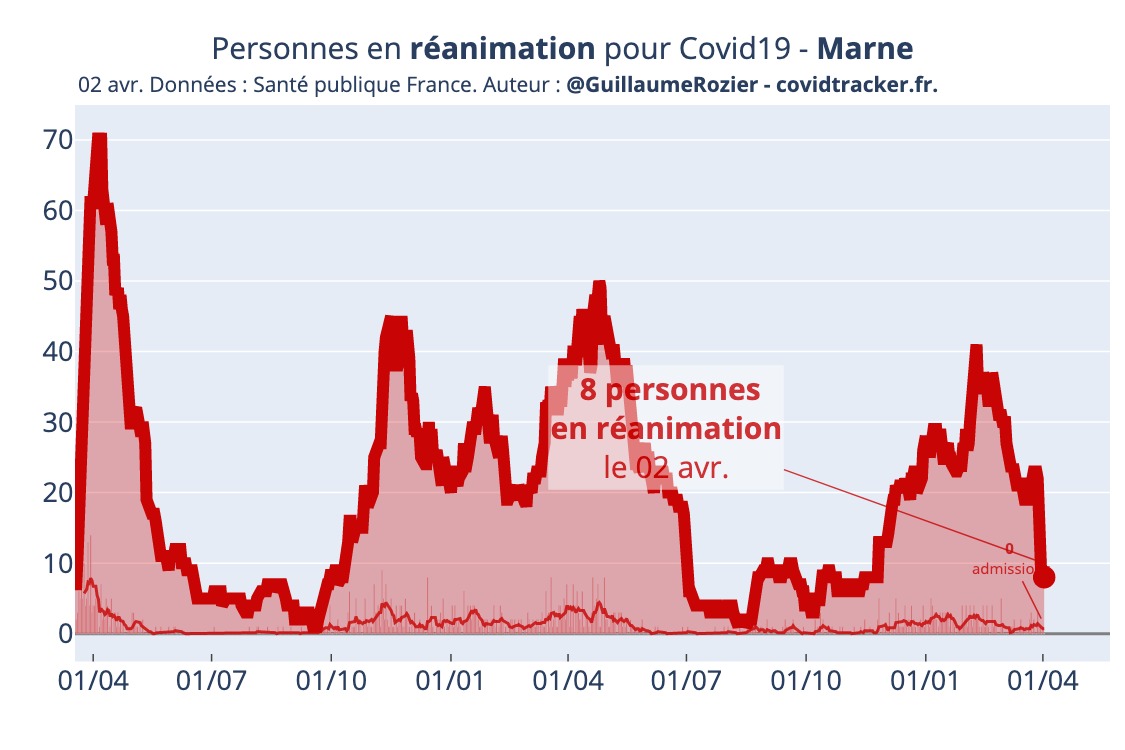 Personnes en réanimation pour Covid19 - Marne
02 avr. Données : Santé publique France. Auteur : @GuillaumeRozier - covidtracker.fr.
70
60
50
40
30
20
10
0
8 personnes
en réanimation
le 02 avr.
0
admissio
01/04 01/07 01/10 01/01 01/04 01/07 01/10 01/01 01/04